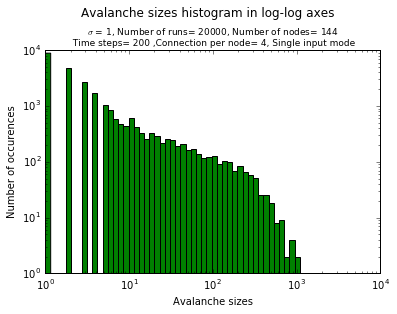 Avalanche sizes histogram in log-log axes
σ = 1, Number of runs= 20000, Number of nodes= 144
Time steps= 200 ,Connection per node= 4, Single input mode
Number of occurences
10^4
10^3
10^2
10^1
10^0
10^0 10^1 10^2 10^3 10^4
Avalanche sizes